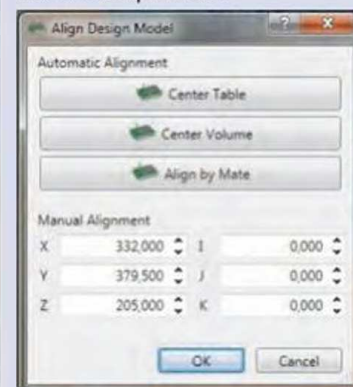 Align Design Model
Automatic Alignment
Center Table
Center Volume
Align by Mate
Manual Alignment
X 332,000 I 0,000
Y 379,500 J 0,000
Z 205,000 K 0,000
OK Cancel